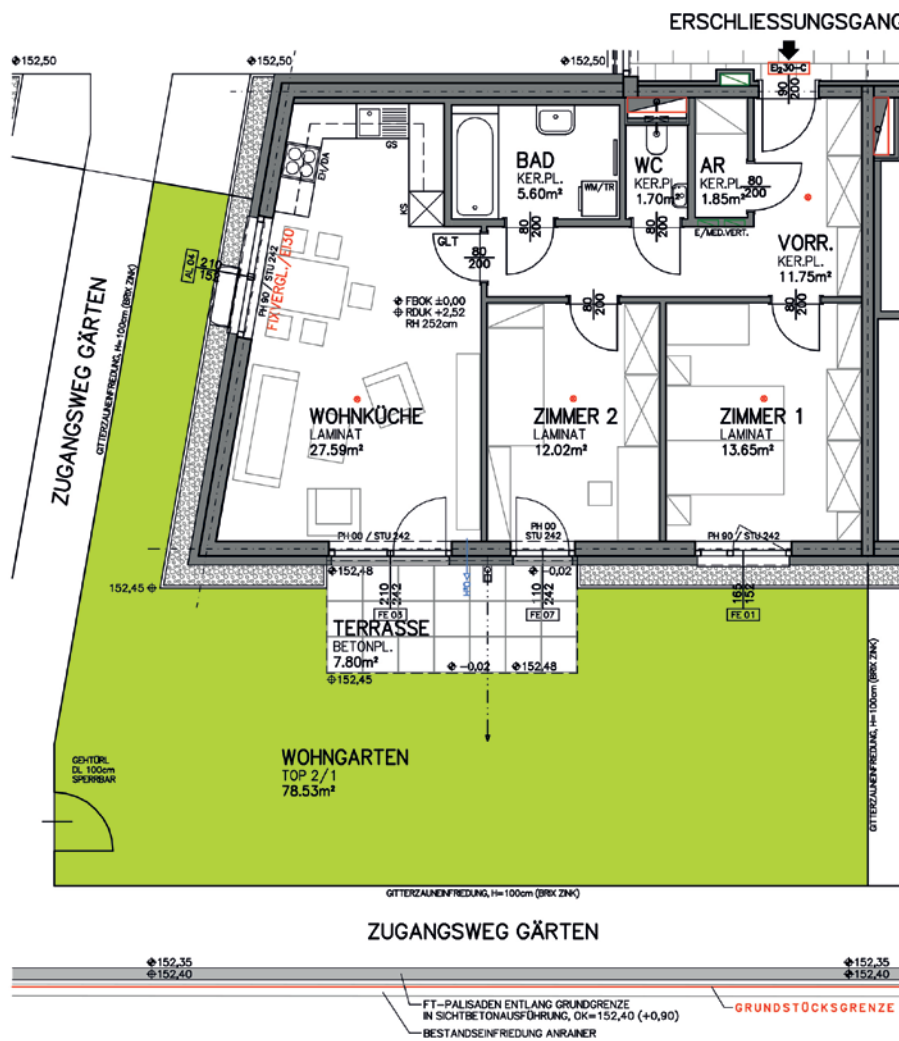 ERSCHLIESSUNGSGANG
152,50
152,50
152,50
EI₂30-C
90
200
GS
EH/DA
KS
BAD
KER.PL.
5.60m²
WM/TR
WC
KER.PL.
1.70m²
AR
KER.PL.
1.85m²
80
200
E/MED.VERT.
VORR.
KER.PL.
11.75m²
GLT
80
200
80
200
80
200
80
200
80
200
AL 04
210
152
PH 90 / STU 242
FIXVERGL./EI30
FBOK ±0,00
RDUK +2,52
RH 252cm
ZUGANGSWEG GÄRTEN
GITTERZAUNEINFRIEDUNG, H=100cm (BRIX ZINK)
WOHNKÜCHE
LAMINAT
27.59m²
ZIMMER 2
LAMINAT
12.02m²
ZIMMER 1
LAMINAT
13.65m²
PH 00 / STU 242
PH 00
STU 242
PH 90 / STU 242
152,45
152,48
-0,02
210
242
FE 03
110
242
FE 07
165
152
FE 01
TERRASSE
BETONPL.
7.80m²
-0,02
152,48
152,45
WOHNGARTEN
TOP 2/1
78.53m²
GEHTÜRL
DL 100cm
SPERRBAR
GITTERZAUNEINFRIEDUNG, H=100cm (BRIX ZINK)
GITTERZAUNEINFRIEDUNG, H=100cm (BRIX ZINK)
ZUGANGSWEG GÄRTEN
152,35
152,40
152,35
152,40
FT-PALISADEN ENTLANG GRUNDGRENZE
IN SICHTBETONAUSFÜHRUNG, OK=152,40 (+0,90)
GRUNDSTÜCKSGRENZE
BESTANDSEINFRIEDUNG ANRAINER